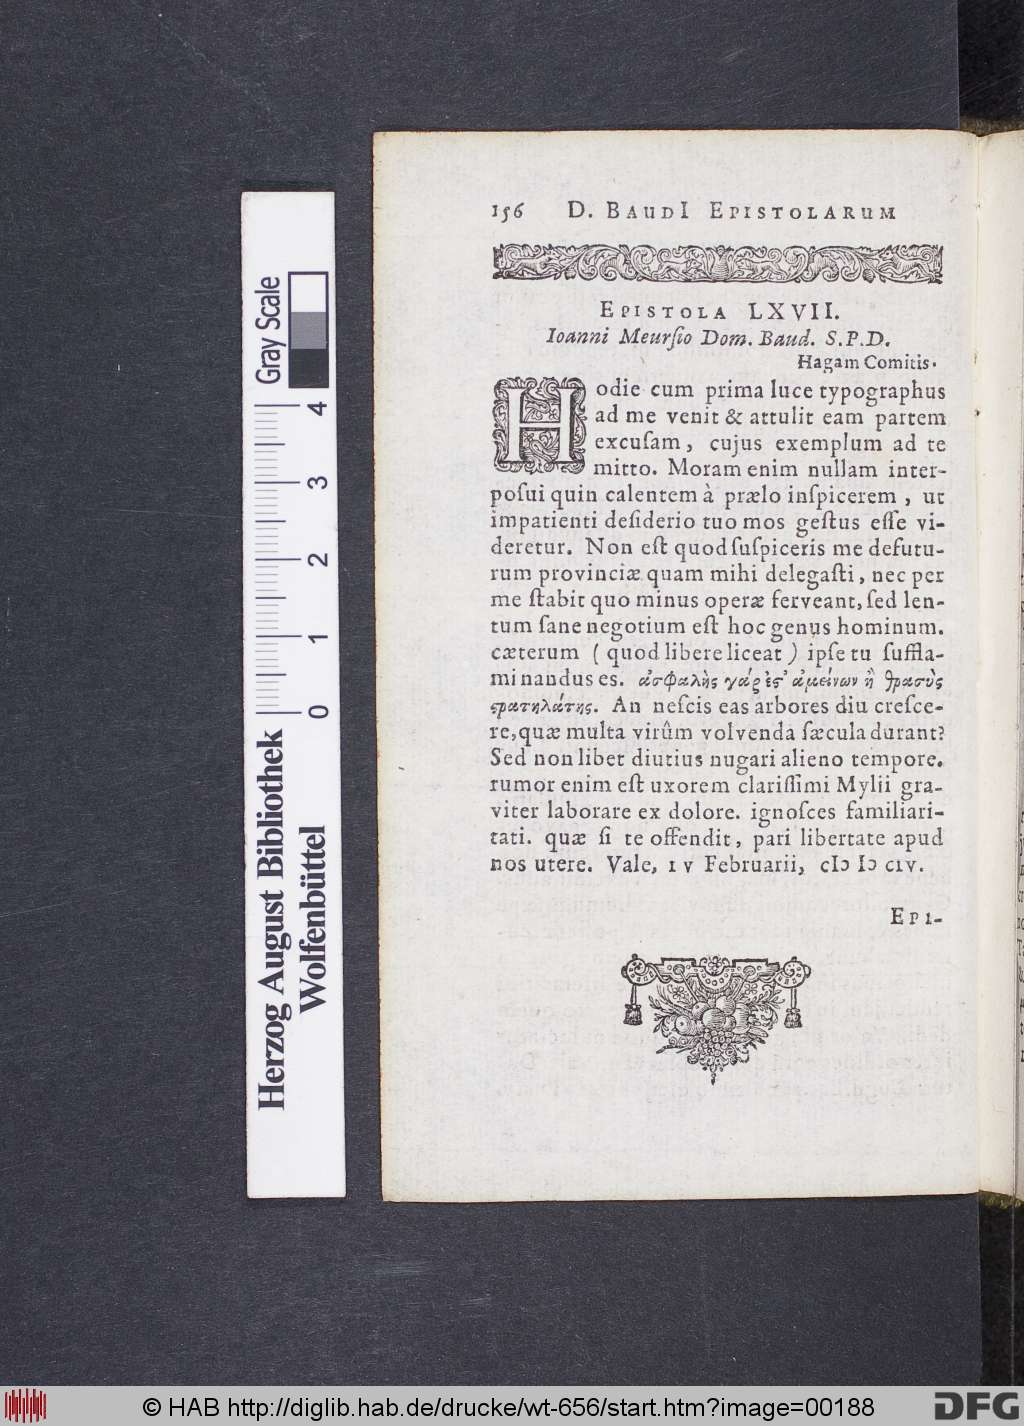 156 D. BAUDI EPISTOLARUM
EPISTOLA LXVII.
Ioanni Meurſio Dom. Baud. S.P.D.
Hagam Comitis.
Hodie cum prima luce typographus
ad me venit & attulit eam partem
excuſam, cujus exemplum ad te
mitto. Moram enim nullam inter-
poſui quin calentem à prælo inſpicerem, ut
impatienti deſiderio tuo mos geſtus eſſe vi-
deretur. Non eſt quod ſuſpiceris me defutu-
rum provinciæ quam mihi delegaſti, nec per
me ſtabit quo minus operæ ferveant, ſed len-
tum ſane negotium eſt hoc genus hominum.
cæterum (quod libere liceat) ipſe tu ſuffla-
minandus es. ἀσφαλὴς γάρ ἐϛ' ἀμείνων ἢ θρασὺς
ϛρατηλάτης. An neſcis eas arbores diu creſce-
re, quæ multa virûm volvenda ſæcula durant?
Sed non libet diutius nugari alieno tempore.
rumor enim eſt uxorem clariſſimi Mylii gra-
viter laborare ex dolore. ignoſces familiari-
tati. quæ ſi te offendit, pari libertate apud
nos utere. Vale, IV Februarii, cIↃ IↃ cIV.
EPI-
Gray Scale
0 1 2 3 4
Herzog August Bibliothek
Wolfenbüttel
© HAB http://diglib.hab.de/drucke/wt-656/start.htm?image=00188
DFG